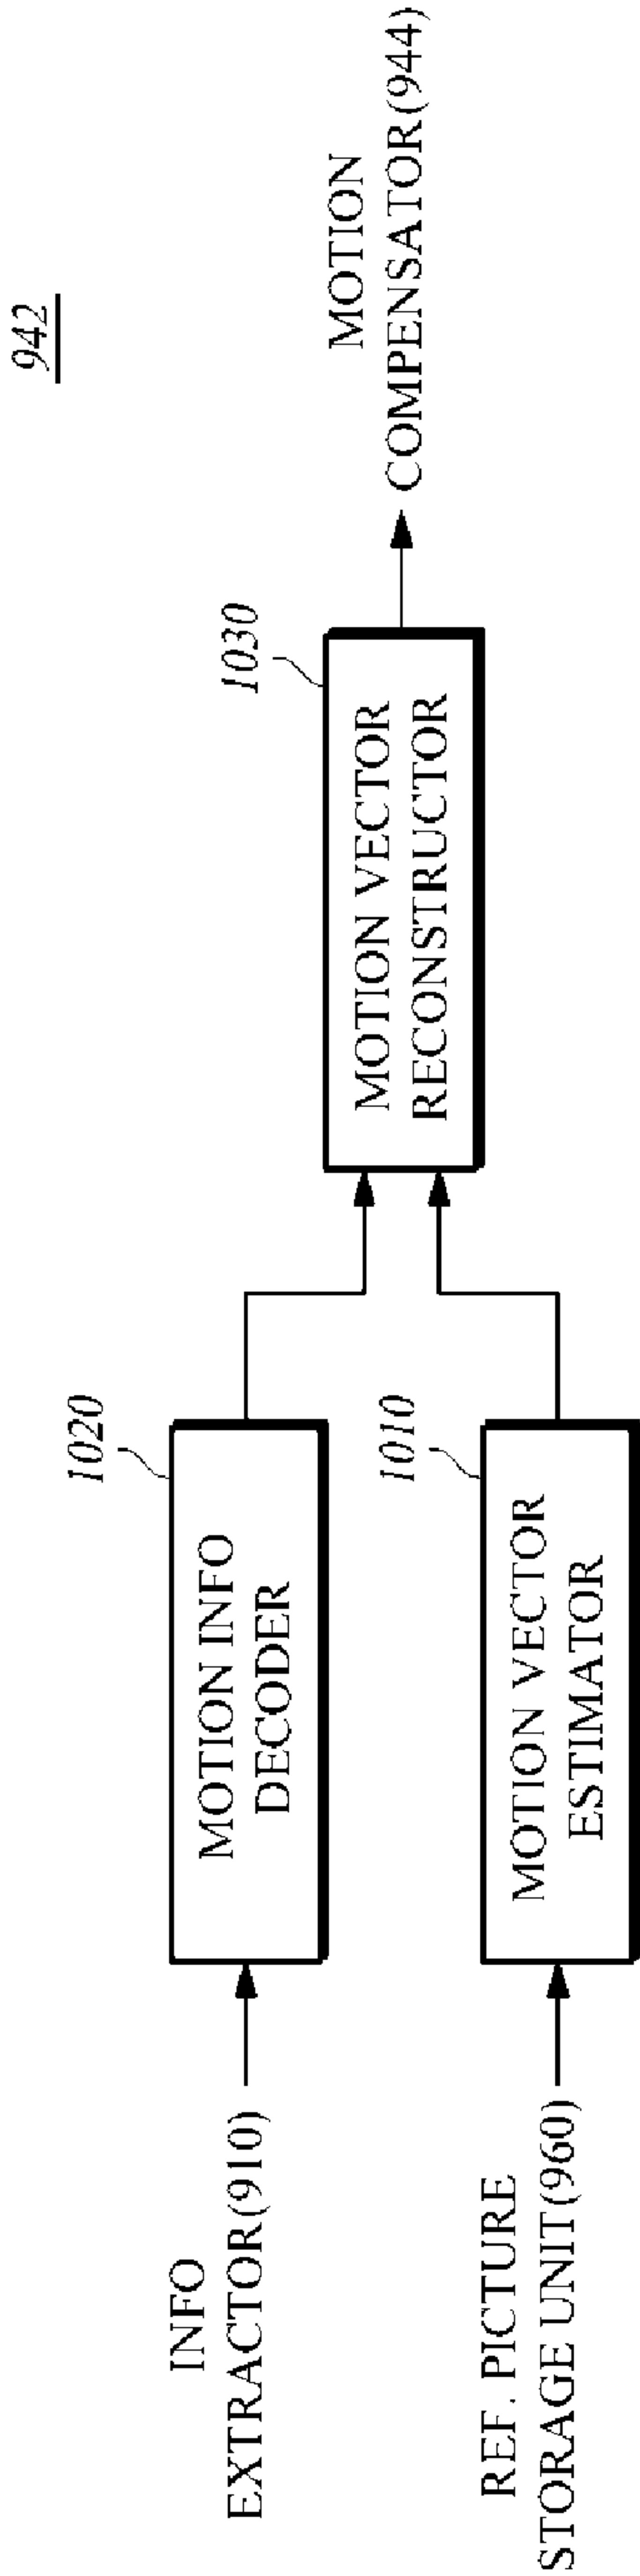 942
INFO
EXTRACTOR(910)
1020
MOTION INFO
DECODER
REF. PICTURE
STORAGE UNIT(960)
1010
MOTION VECTOR
ESTIMATOR
1030
MOTION VECTOR
RECONSTRUCTOR
MOTION
COMPENSATOR(944)